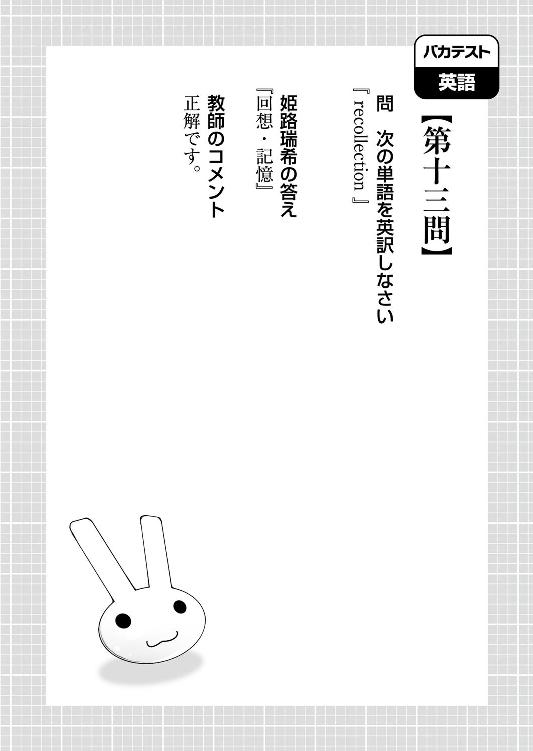 バカテスト
英語
【第十三問】
問 次の単語を英訳しなさい
『 recollection 』
姫路瑞希の答え
『回想・記憶』
教師のコメント
正解です。